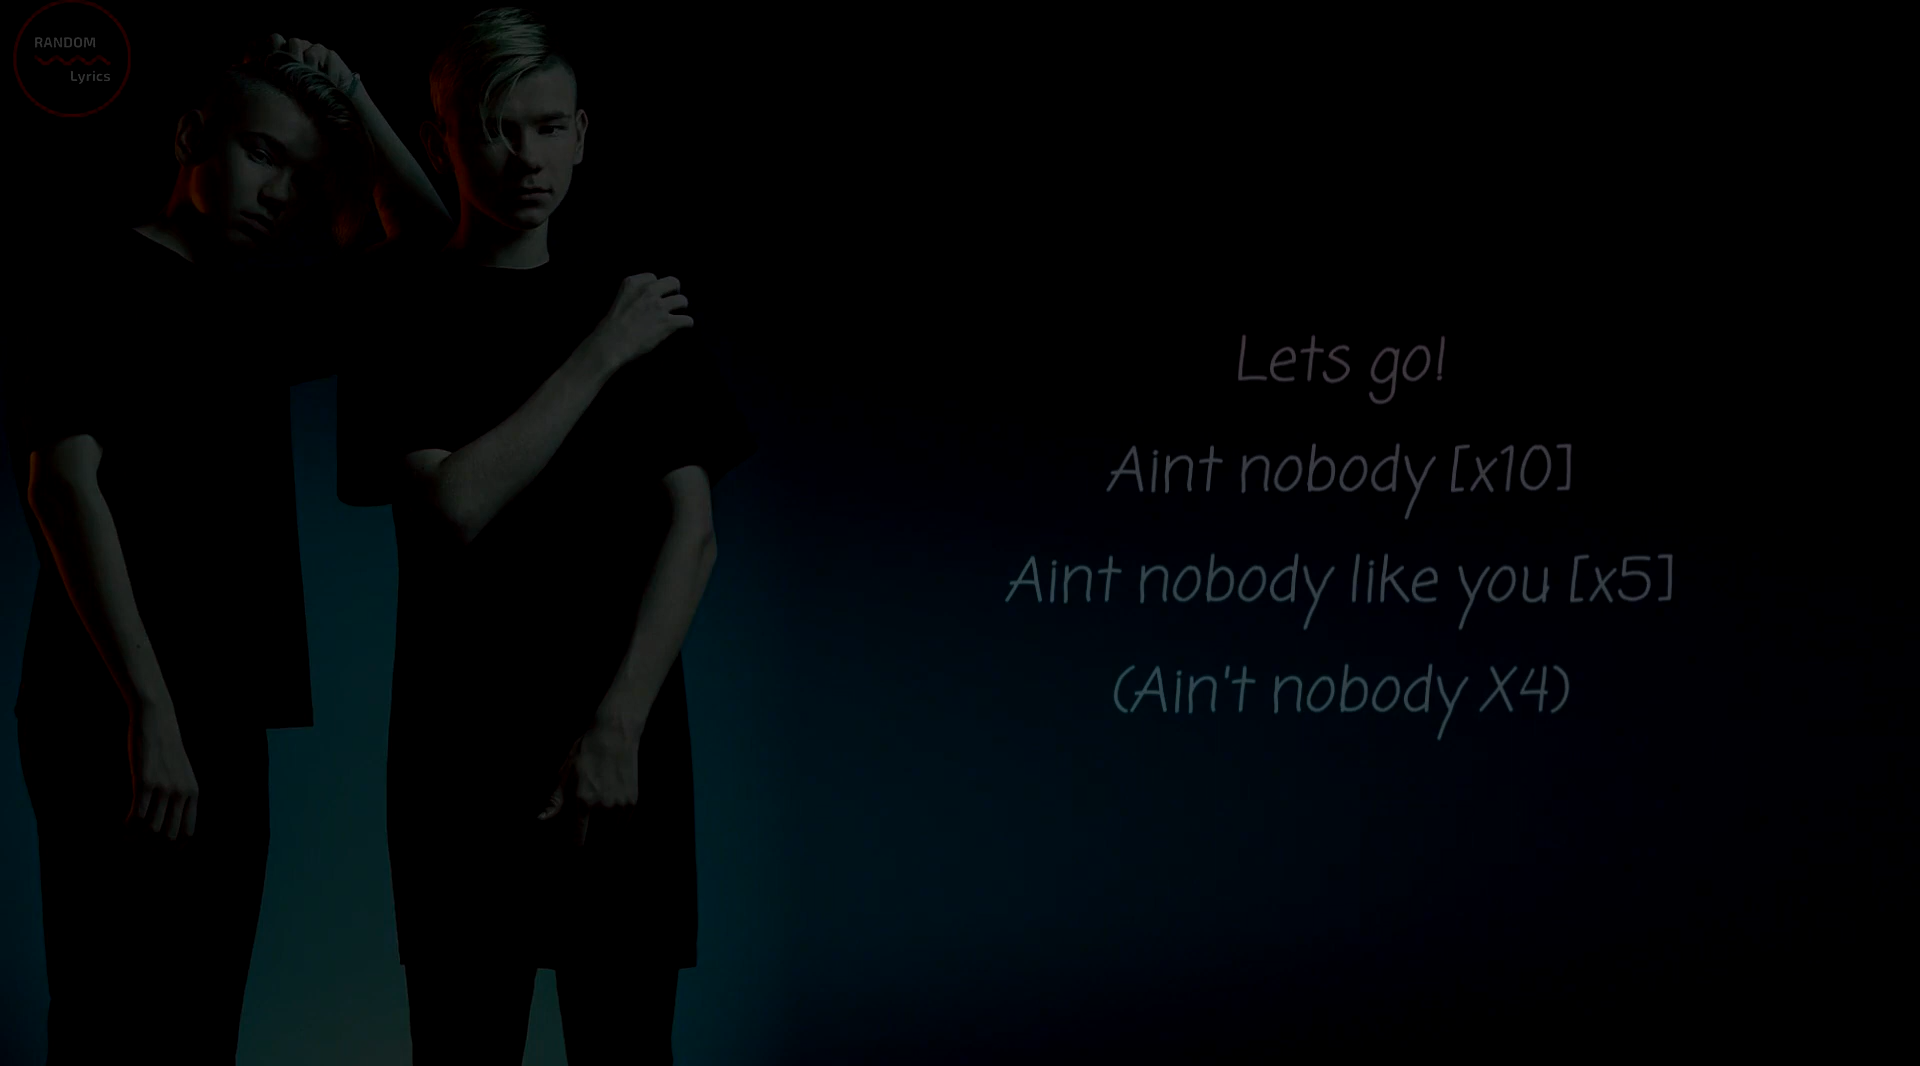 RANDOM
Lyrics
Lets go!
Aint nobody [x10]
Aint nobody like you [x5]
(Ain't nobody X4)